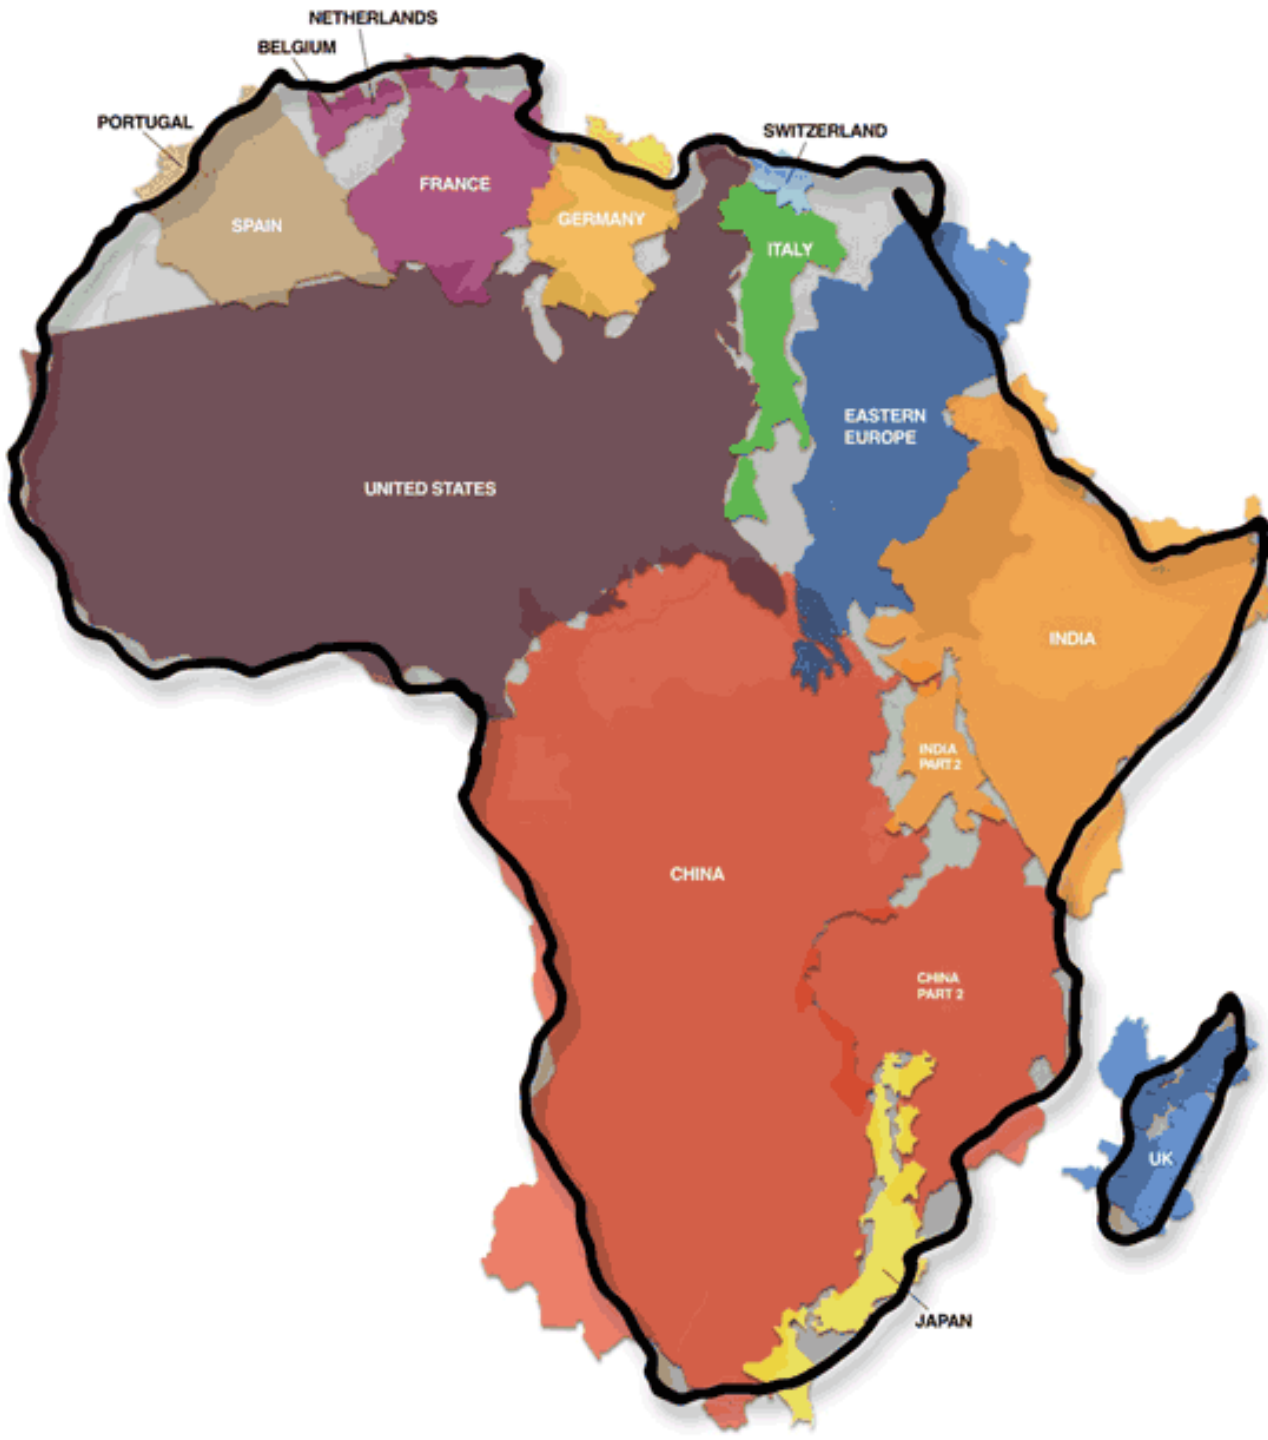 NETHERLANDS
BELGIUM
PORTUGAL
SWITZERLAND
FRANCE
GERMANY
SPAIN
ITALY
EASTERN
EUROPE
UNITED STATES
INDIA
INDIA
PART 2
CHINA
CHINA
PART 2
UK
JAPAN